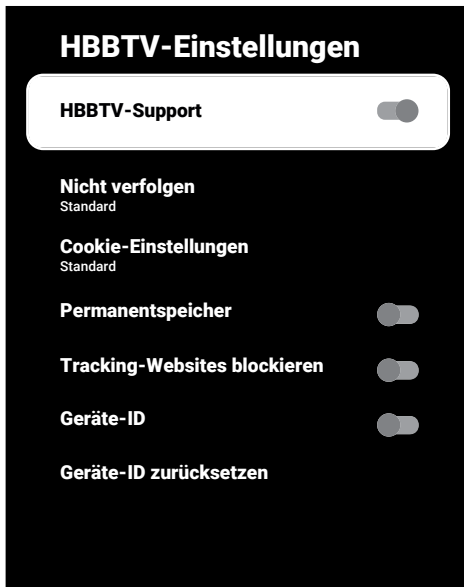 HBBTV-Einstellungen
HBBTV-Support
Nicht verfolgen
Standard
Cookie-Einstellungen
Standard
Permanentspeicher
Tracking-Websites blockieren
Geräte-ID
Geräte-ID zurücksetzen